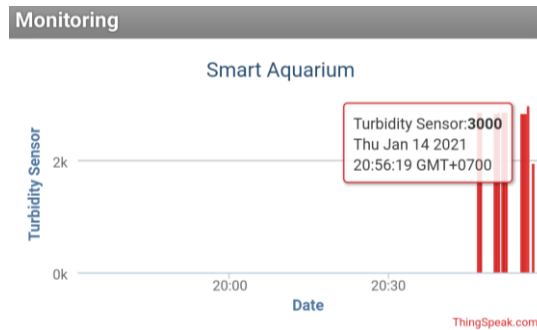 Monitoring
Smart Aquarium
Turbidity Sensor:3000
Thu Jan 14 2021
20:56:19 GMT+0700
Turbidity Sensor
2k
0k
20:00
20:30
Date
ThingSpeak.com